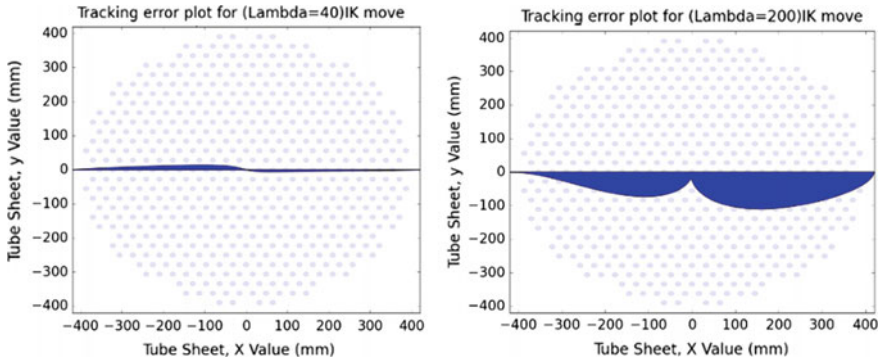 Tracking error plot for (Lambda=40)IK move
Tube Sheet, y Value (mm)
400
300
200
100
0
−100
−200
−300
−400
−400 −300 −200 −100 0 100 200 300 400
Tube Sheet, X Value (mm)
Tracking error plot for (Lambda=200)IK move
Tube Sheet, y Value (mm)
400
300
200
100
0
−100
−200
−300
−400
−400 −300 −200 −100 0 100 200 300 400
Tube Sheet, X Value (mm)